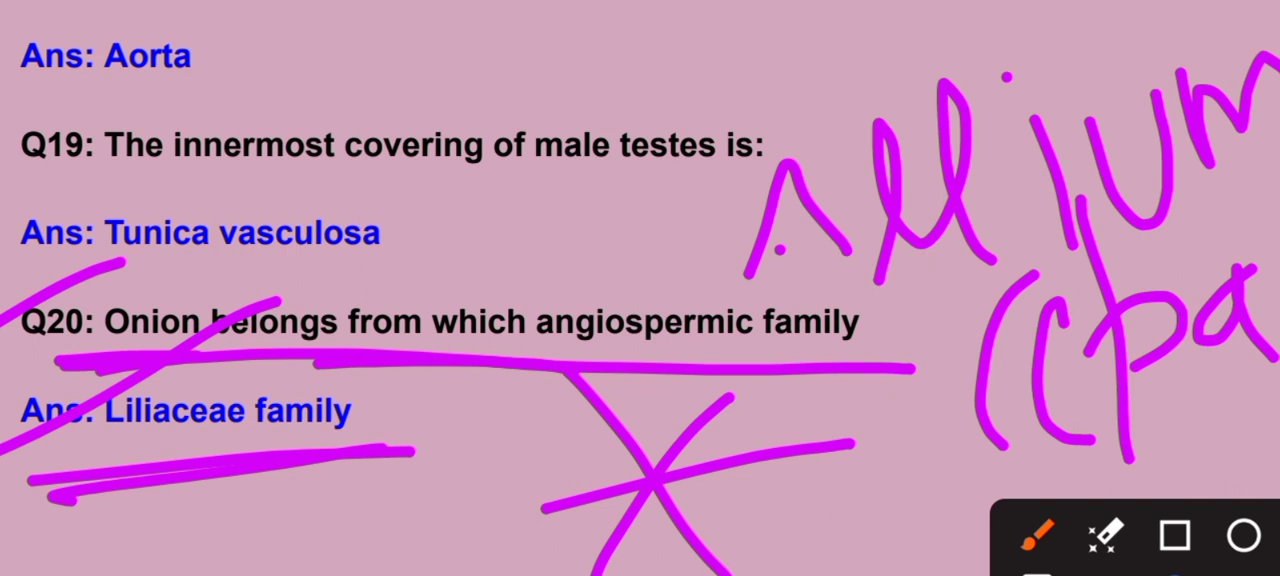 Ans: Aorta
Q19: The innermost covering of male testes is:
Ans: Tunica vasculosa
Q20: Onion belongs from which angiospermic family
Ans: Liliaceae family
Allium